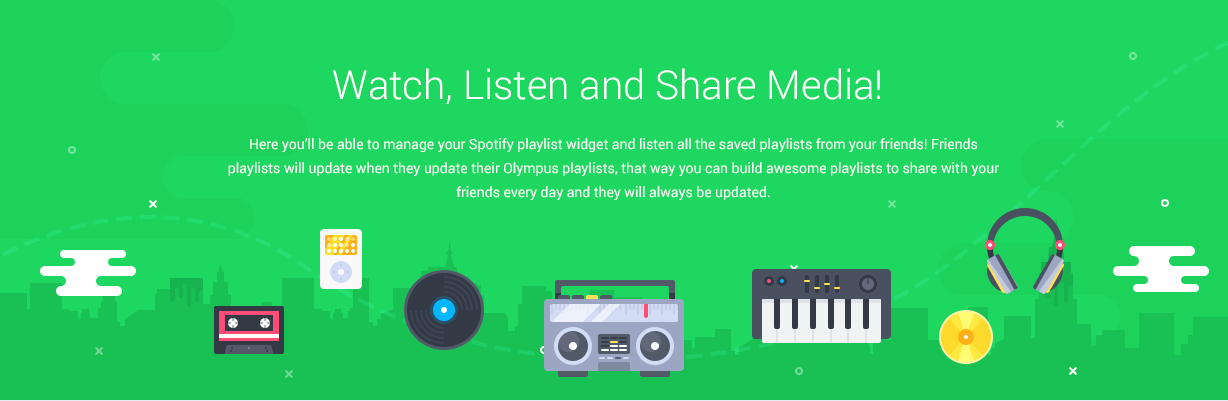 Watch, Listen and Share Media!
Here you'll be able to manage your Spotify playlist widget and listen all the saved playlists from your friends! Friends
playlists will update when they update their Olympus playlists, that way you can build awesome playlists to share with your
friends every day and they will always be updated.